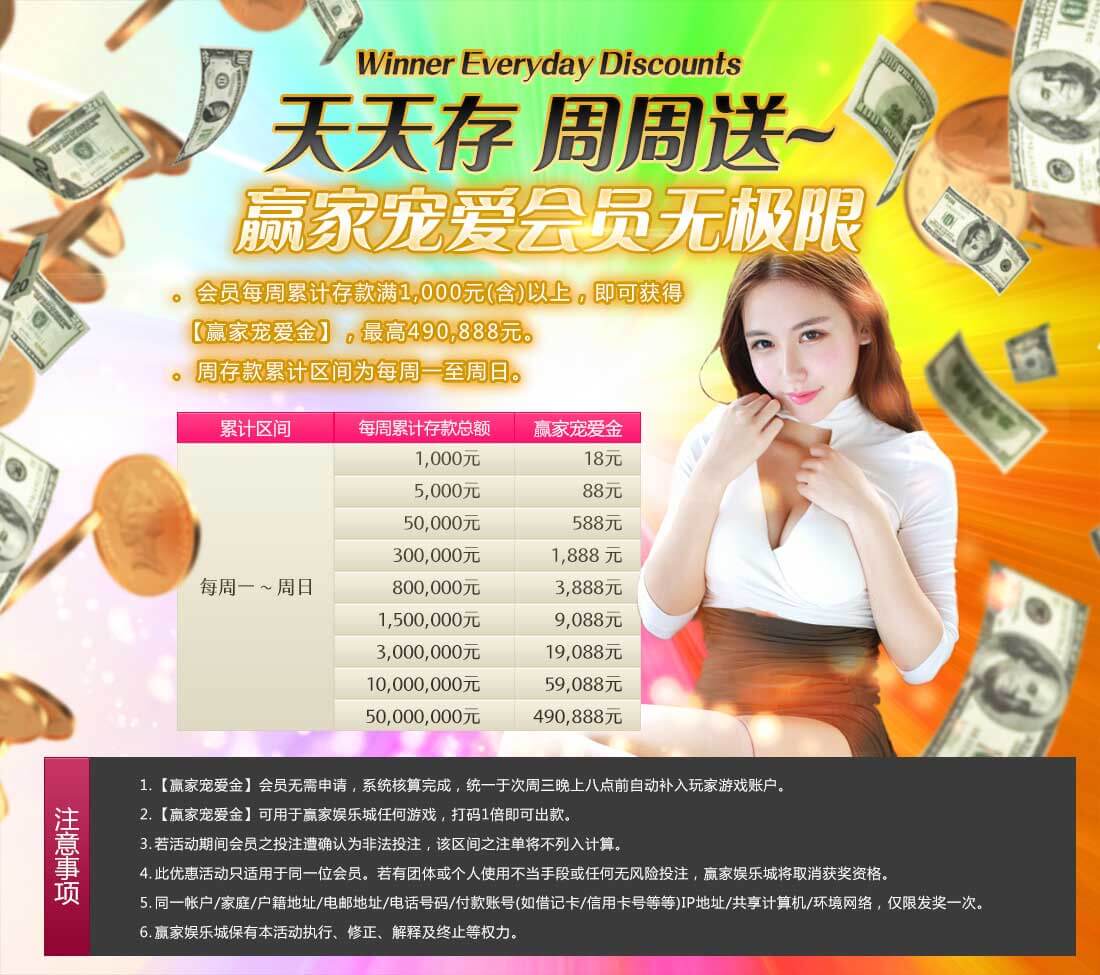 Winner Everyday Discounts
天天存 周周送~
赢家宠爱会员无极限
。会员每周累计存款满1,000元(含)以上，即可获得
【赢家宠爱金】，最高490,888元。
。周存款累计区间为每周一至周日。
累计区间 每周累计存款总额 赢家宠爱金
1,000元 18元
5,000元 88元
50,000元 588元
300,000元 1,888 元
每周一 ~ 周日 800,000元 3,888元
1,500,000元 9,088元
3,000,000元 19,088元
10,000,000元 59,088元
50,000,000元 490,888元
注意事项
1.【赢家宠爱金】会员无需申请，系统核算完成，统一于次周三晚上八点前自动补入玩家游戏账户。
2.【赢家宠爱金】可用于赢家娱乐城任何游戏，打码1倍即可出款。
3.若活动期间会员之投注遭确认为非法投注，该区间之注单将不列入计算。
4.此优惠活动只适用于同一位会员。若有团体或个人使用不当手段或任何无风险投注，赢家娱乐城将取消获奖资格。
5.同一帐户/家庭/户籍地址/电邮地址/电话号码/付款账号(如借记卡/信用卡号等等)IP地址/共享计算机/环境网络，仅限发奖一次。
6.赢家娱乐城保有本活动执行、修正、解释及终止等权力。